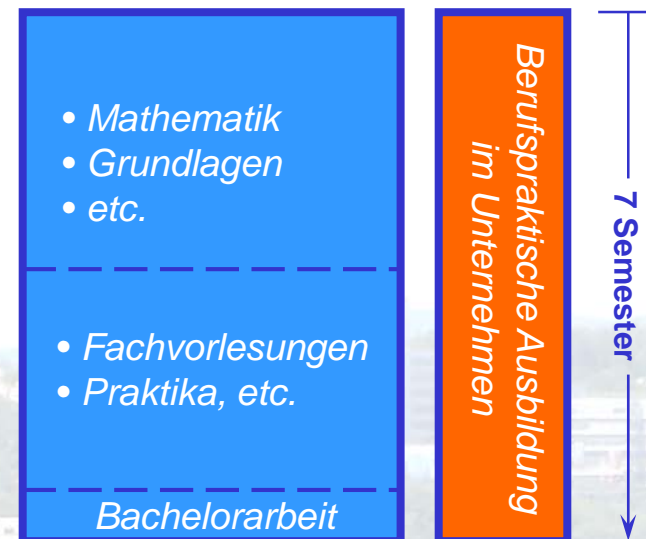 • Mathematik
• Grundlagen
• etc.
• Fachvorlesungen
• Praktika, etc.
Bachelorarbeit
Berufspraktische Ausbildung
im Unternehmen
7 Semester